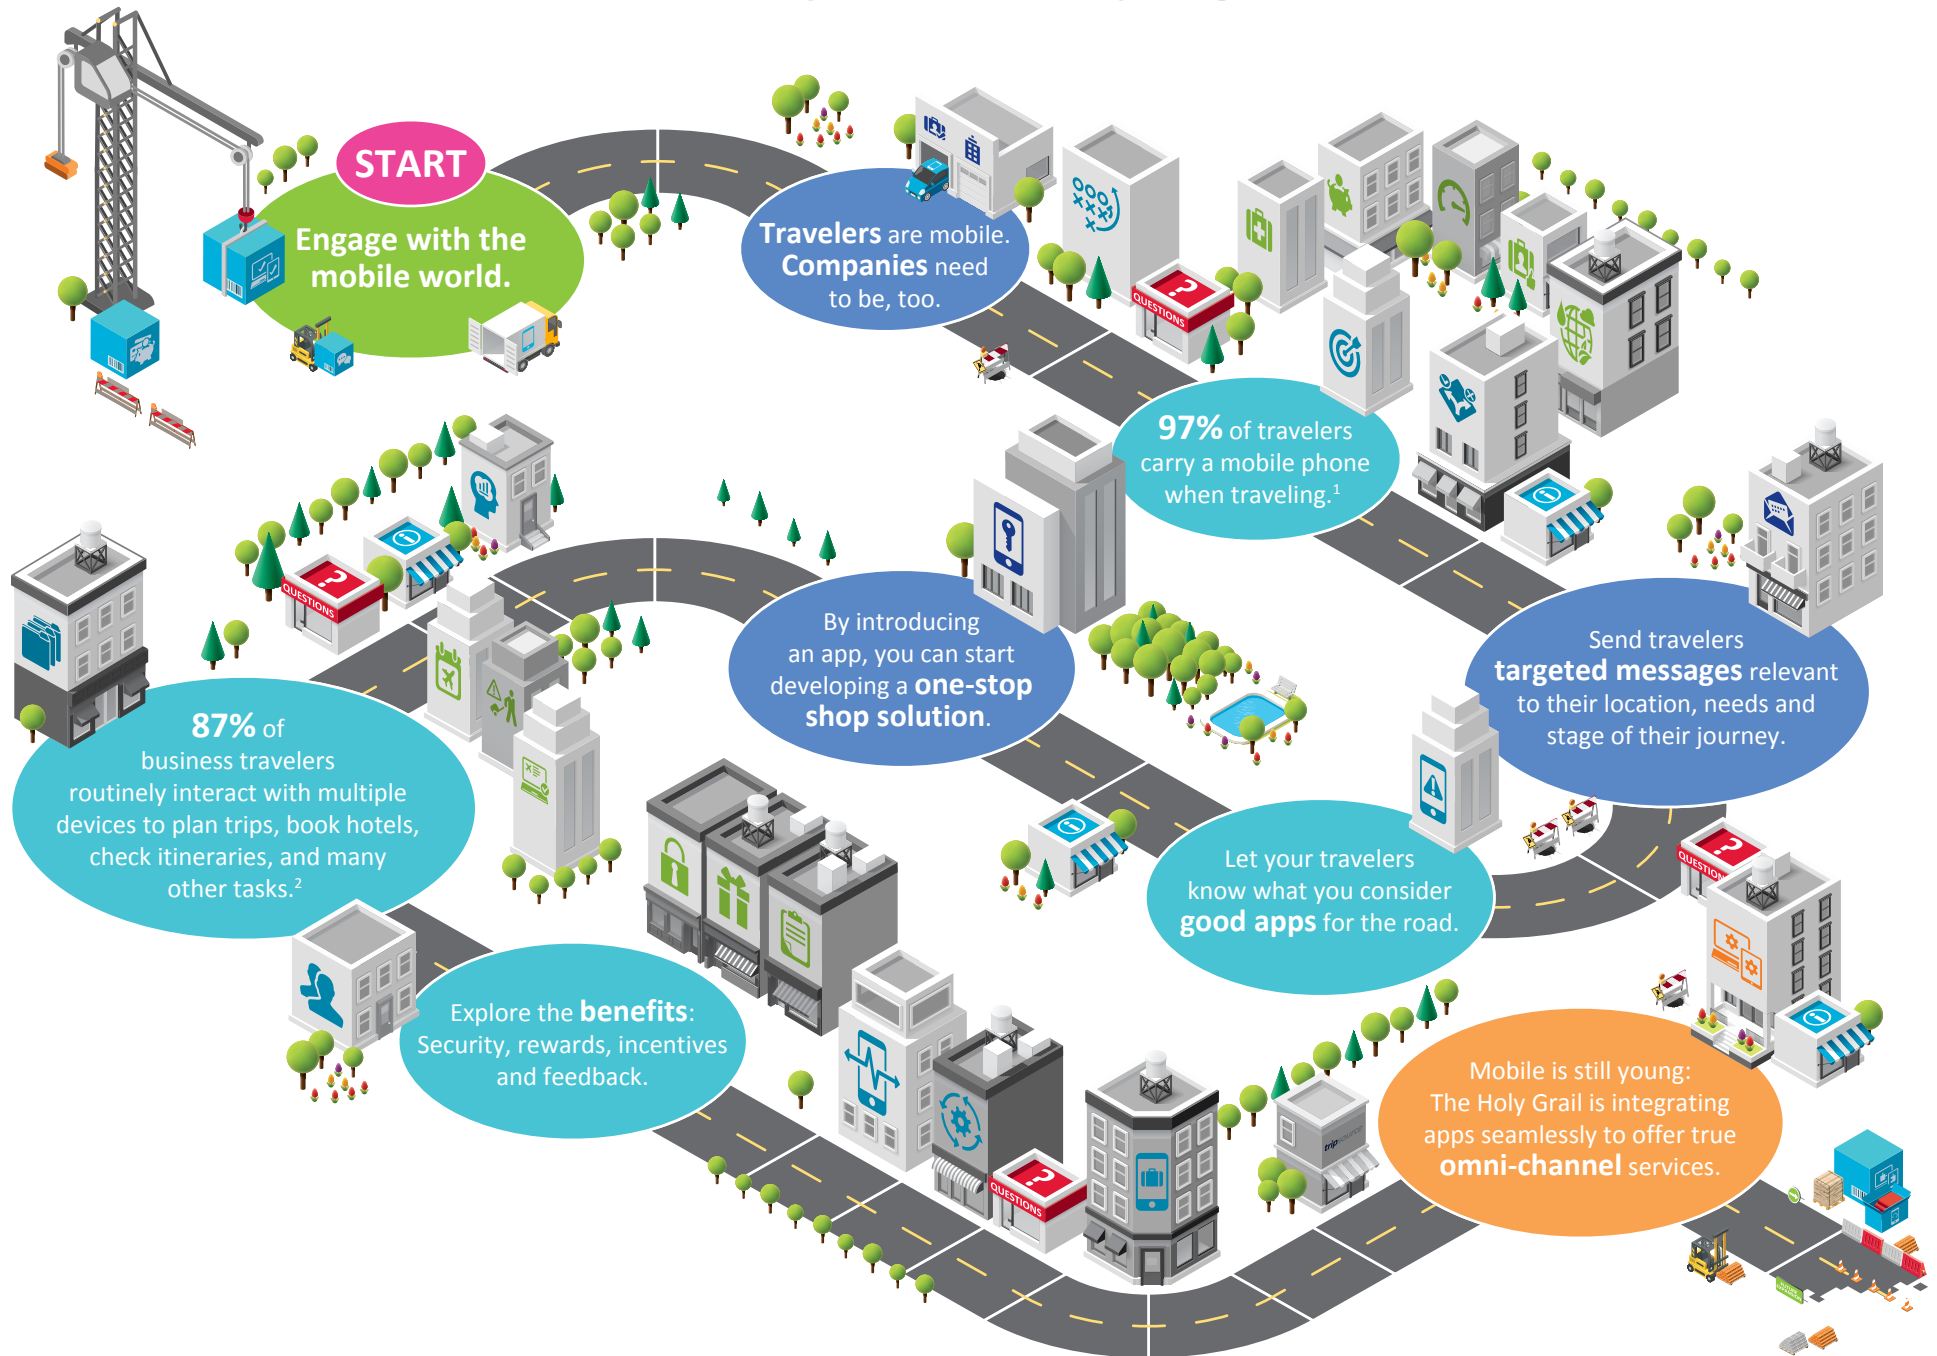 START
Engage with the
mobile world.
Travelers are mobile.
Companies need
to be, too.
QUESTIONS
97% of travelers
carry a mobile phone
when traveling.1
Send travelers
targeted messages relevant
to their location, needs and
stage of their journey.
QUESTIONS
Let your travelers
know what you consider
good apps for the road.
By introducing
an app, you can start
developing a one-stop
shop solution.
QUESTIONS
87% of
business travelers
routinely interact with multiple
devices to plan trips, book hotels,
check itineraries, and many
other tasks.2
Explore the benefits:
Security, rewards, incentives
and feedback.
QUESTIONS
tripsource
Mobile is still young:
The Holy Grail is integrating
apps seamlessly to offer true
omni-channel services.